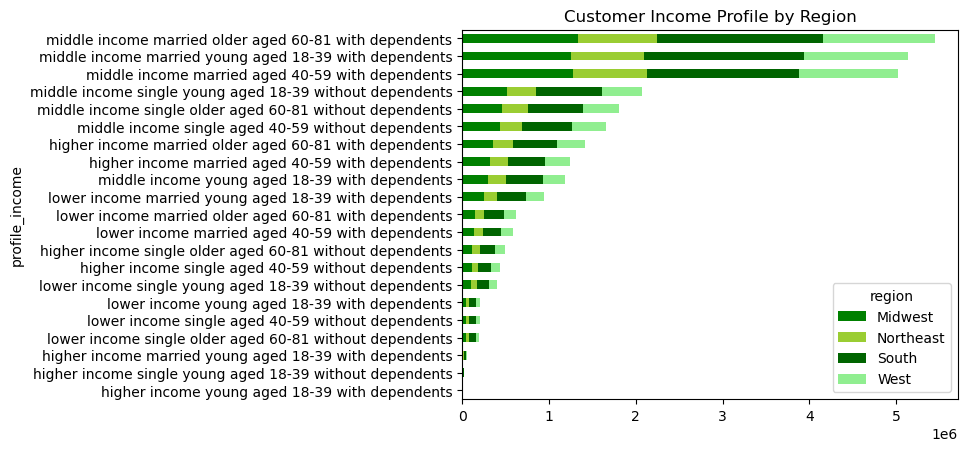 Customer Income Profile by Region
profile_income
middle income married older aged 60-81 with dependents
middle income married young aged 18-39 with dependents
middle income married aged 40-59 with dependents
middle income single young aged 18-39 without dependents
middle income single older aged 60-81 without dependents
middle income single aged 40-59 without dependents
higher income married older aged 60-81 with dependents
higher income married aged 40-59 with dependents
middle income young aged 18-39 with dependents
lower income married young aged 18-39 with dependents
lower income married older aged 60-81 with dependents
lower income married aged 40-59 with dependents
higher income single older aged 60-81 without dependents
higher income single aged 40-59 without dependents
lower income single young aged 18-39 without dependents
lower income young aged 18-39 with dependents
lower income single aged 40-59 without dependents
lower income single older aged 60-81 without dependents
higher income married young aged 18-39 with dependents
higher income single young aged 18-39 without dependents
higher income young aged 18-39 with dependents
region
Midwest
Northeast
South
West
0 1 2 3 4 5
1e6